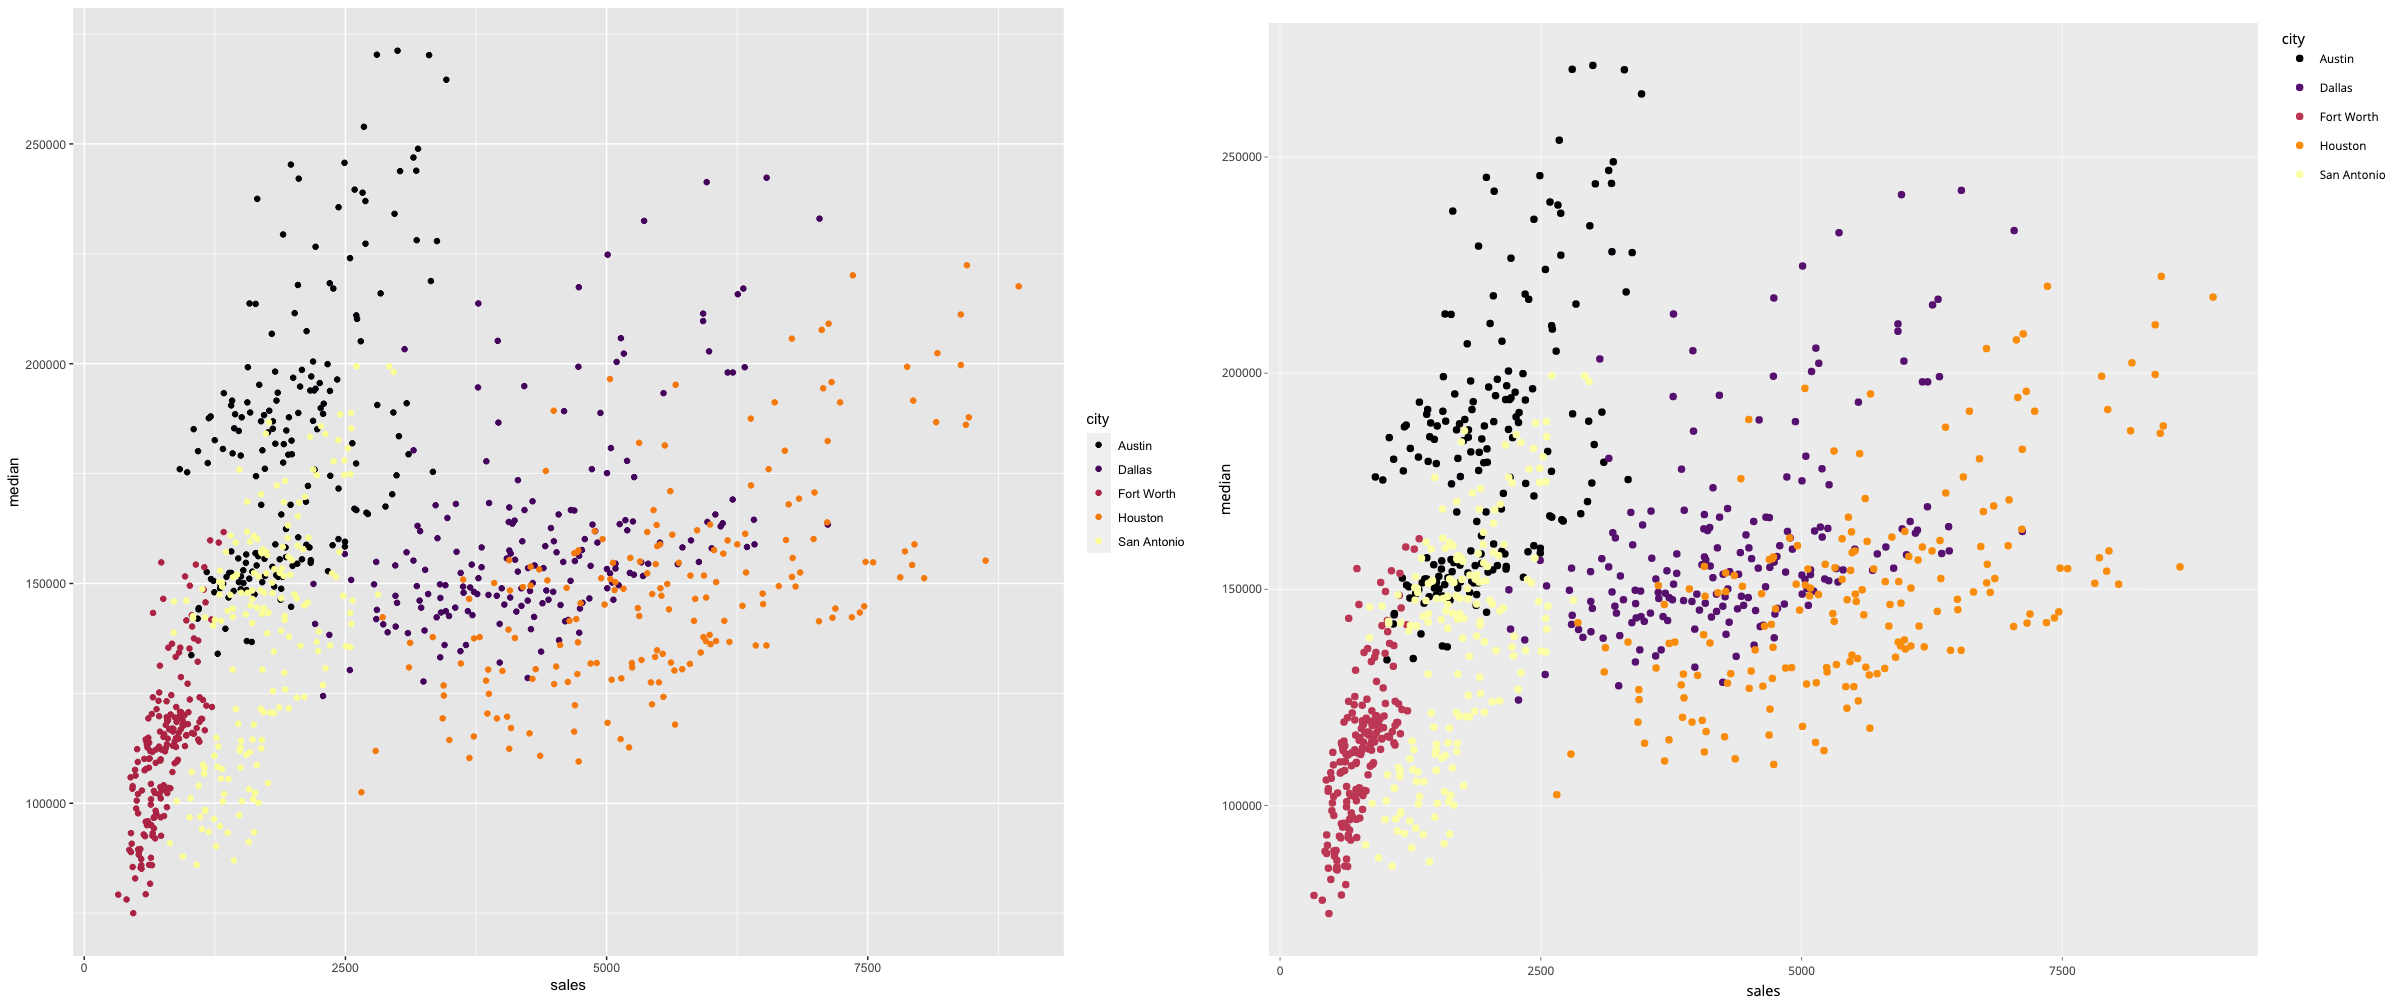 median
250000
200000
150000
100000
0
2500
5000
7500
sales
city
Austin
Dallas
Fort Worth
Houston
San Antonio
median
250000
200000
150000
100000
0
2500
5000
7500
sales
city
Austin
Dallas
Fort Worth
Houston
San Antonio